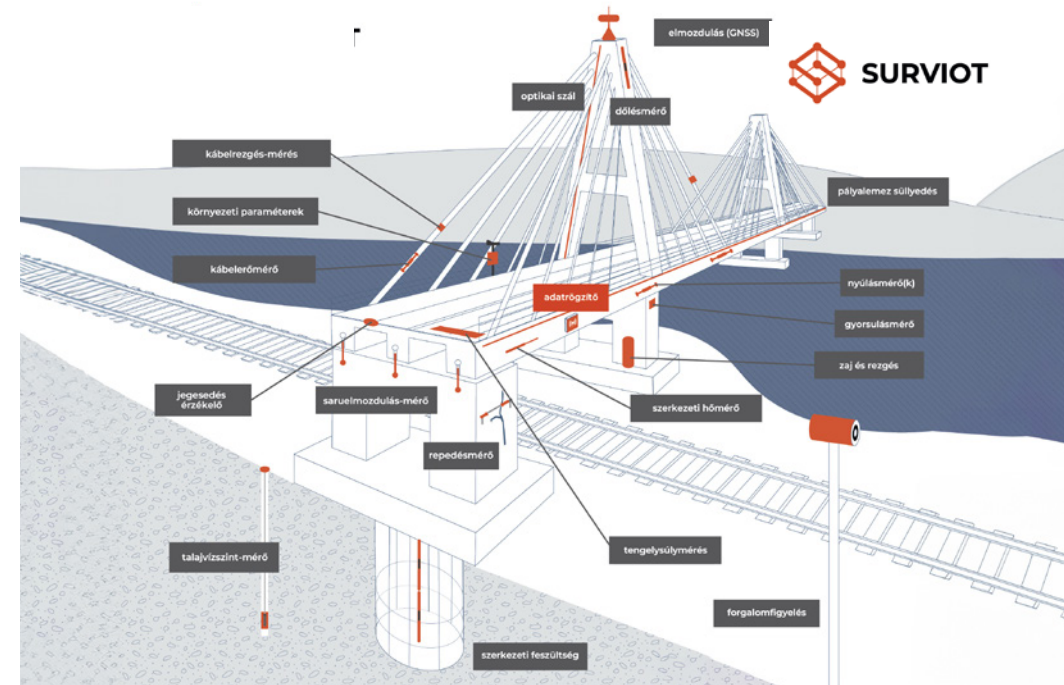 elmozdulás (GNSS)
SURVIOT
optikai szál
dőlésmérő
kábelrezgés-mérés
pályalemez süllyedés
környezeti paraméterek
kábelerőmérő
nyúlásmérő(k)
adatrögzítő
gyorsulásmérő
zaj és rezgés
jegesedés
érzékelő
saruelmozdulás-mérő
szerkezeti hőmérő
repedésmérő
talajvízszint-mérő
tengelysúlymérés
forgalomfigyelés
szerkezeti feszültség